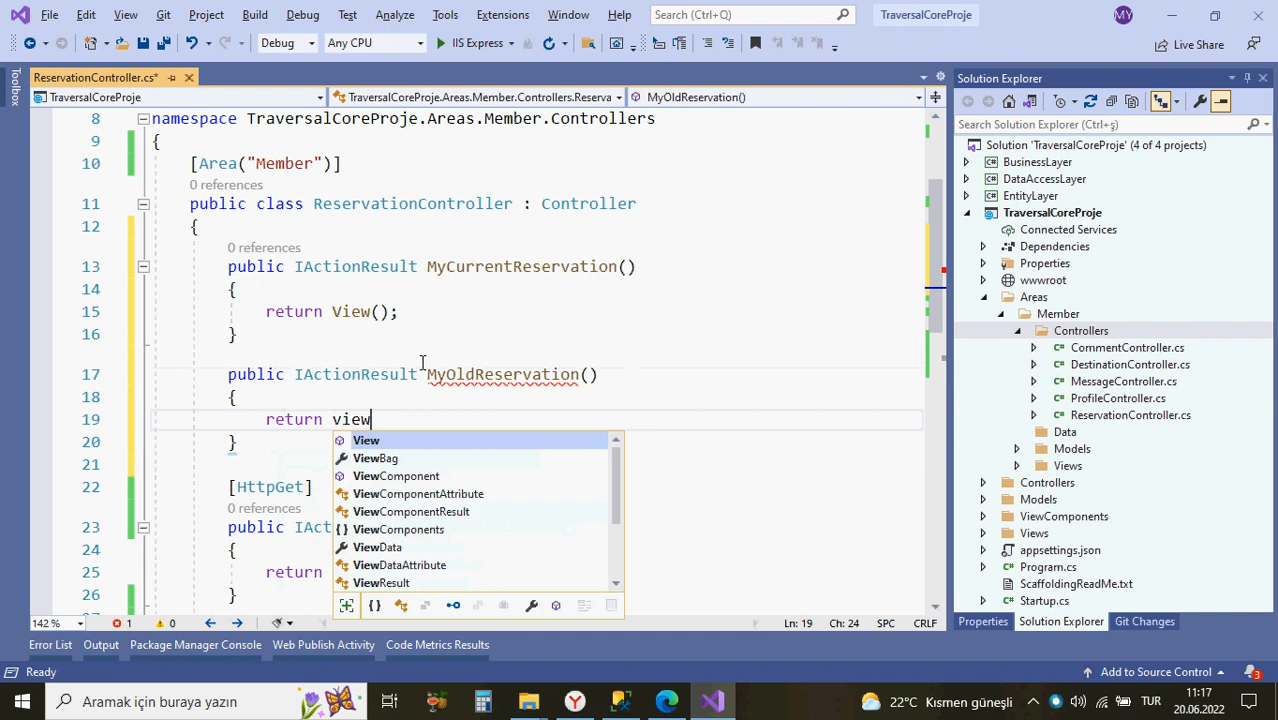 File Edit View Git Project Build Debug Test Analyze Tools Extensions Window Help Search (Ctrl+Q) TraversalCoreProje MY
Debug Any CPU IIS Express Live Share
Toolbox
ReservationController.cs*
TraversalCoreProje TraversalCoreProje.Areas.Member.Controllers.Reserva MyOldReservation()
8 namespace TraversalCoreProje.Areas.Member.Controllers
9 {
10 [Area("Member")]
0 references
11 public class ReservationController : Controller
12 {
0 references
13 public IActionResult MyCurrentReservation()
14 {
15 return View();
16 }
17 public IActionResult MyOldReservation()
18 {
19 return view
20 }
21
22 [HttpGet]
0 references
23 public IAct
24 {
25 return
26 }
View
ViewBag
ViewComponent
ViewComponentAttribute
ViewComponentResult
ViewComponents
ViewData
ViewDataAttribute
ViewResult
142 % 1 0 Ln: 19 Ch: 24 SPC CRLF
Solution Explorer
Search Solution Explorer (Ctrl+ş)
Solution 'TraversalCoreProje' (4 of 4 projects)
BusinessLayer
DataAccessLayer
EntityLayer
TraversalCoreProje
Connected Services
Dependencies
Properties
wwwroot
Areas
Member
Controllers
CommentController.cs
DestinationController.cs
MessageController.cs
ProfileController.cs
ReservationController.cs
Data
Models
Views
Controllers
Models
ViewComponents
Views
appsettings.json
Program.cs
ScaffoldingReadMe.txt
Startup.cs
Properties Solution Explorer Git Changes
Error List Output Package Manager Console Web Publish Activity Code Metrics Results
Ready Add to Source Control 3
Aramak için buraya yazın 22°C Kısmen güneşli TUR 11:17
20.06.2022